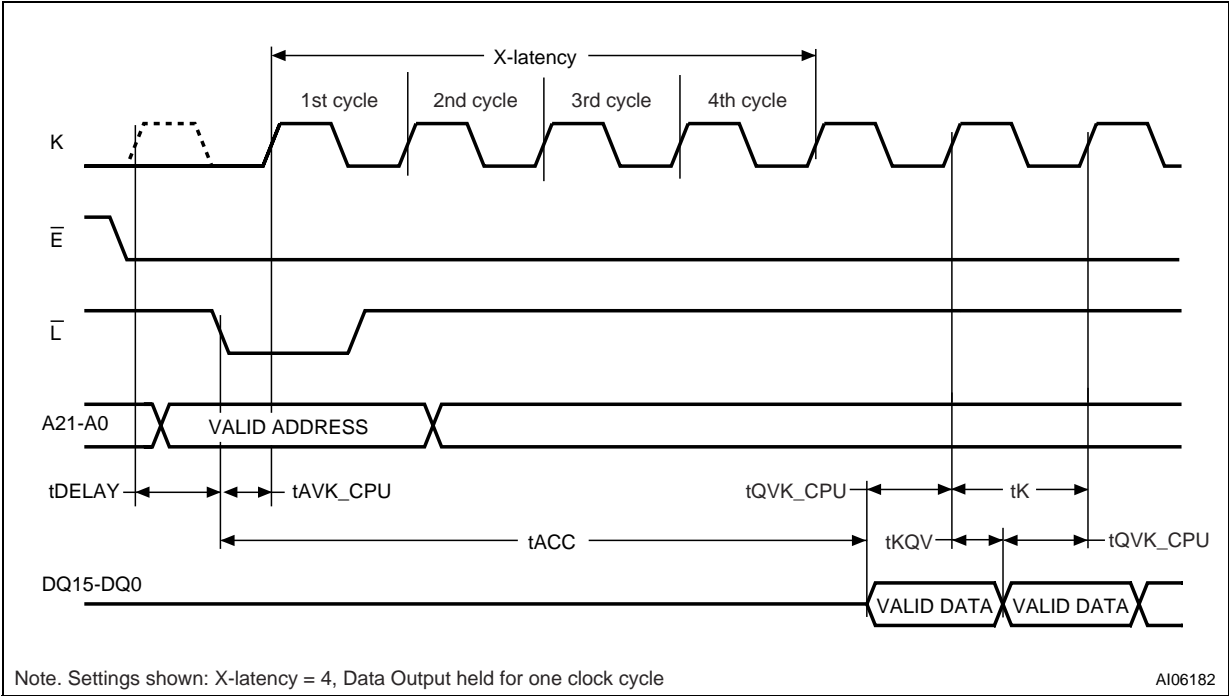 X-latency
1st cycle 2nd cycle 3rd cycle 4th cycle
K
E̅
L̅
A21-A0 VALID ADDRESS
tDELAY tAVK_CPU tQVK_CPU tK
tACC tKQV tQVK_CPU
DQ15-DQ0 VALID DATA VALID DATA
Note. Settings shown: X-latency = 4, Data Output held for one clock cycle AI06182